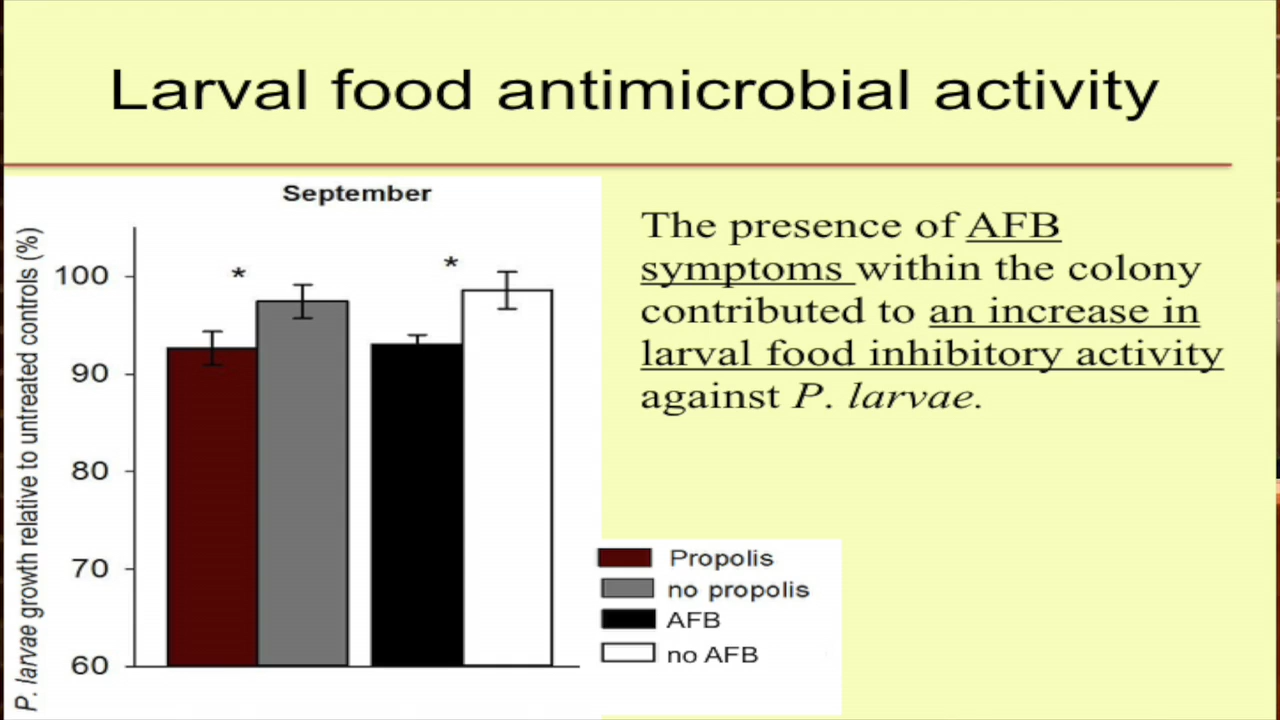 Larval food antimicrobial activity
September
P. larvae growth relative to untreated controls (%)
100
90
80
70
60
*
*
The presence of AFB
symptoms within the colony
contributed to an increase in
larval food inhibitory activity
against P. larvae.
Propolis
no propolis
AFB
no AFB